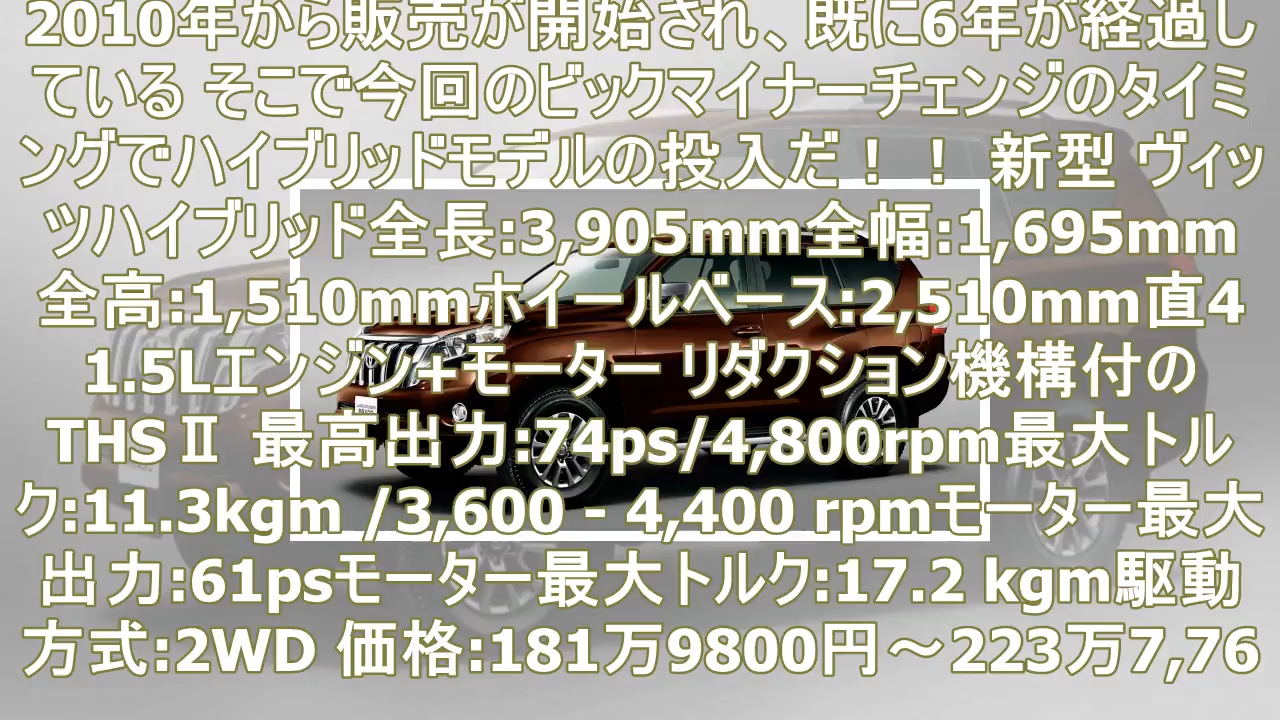 2010年から販売が開始され、既に6年が経過し
ている そこで今回のビックマイナーチェンジのタイミ
ングでハイブリッドモデルの投入だ！！ 新型 ヴィッ
ツハイブリッド全長:3,905mm全幅:1,695mm
全高:1,510mmホイールベース:2,510mm直4
1.5Lエンジン+モーター リダクション機構付の
THSⅡ 最高出力:74ps/4,800rpm最大トル
ク:11.3kgm /3,600 - 4,400 rpmモーター最大
出力:61psモーター最大トルク:17.2 kgm駆動
方式:2WD 価格:181万9800円～223万7,76